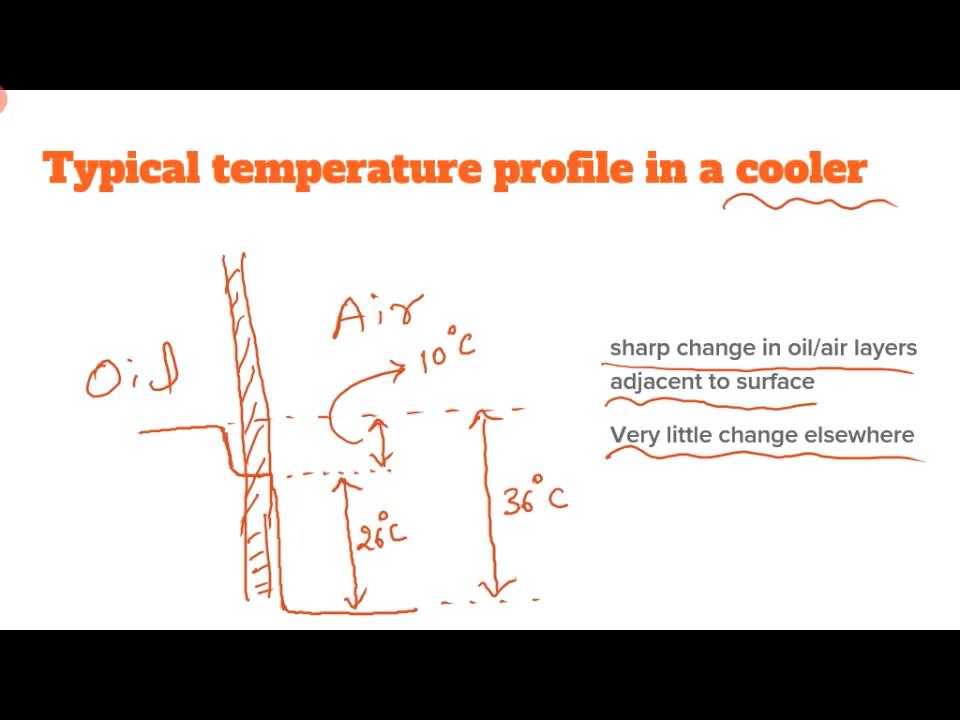 Typical temperature profile in a cooler
Air
10°C
Oil
sharp change in oil/air layers
adjacent to surface
Very little change elsewhere
36°C
26°C